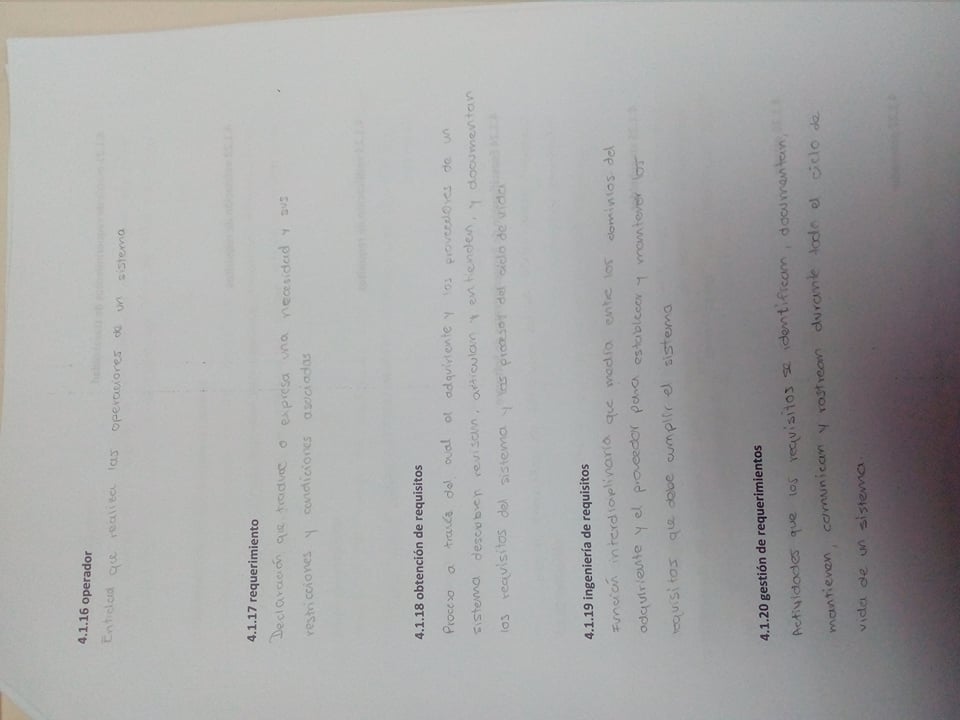 4.1.16 operador
Entidad que realiza las operaciones de un sistema
4.1.17 requerimiento
Declaración que traduce o expresa una necesidad y sus
restricciones y condiciones asociadas
4.1.18 obtención de requisitos
Proceso a través del cual el adquiriente y los proveedores de un
sistema descubren revisan, articulan y entienden, y documentan
los requisitos del sistema y los procesos del ciclo de vida
4.1.19 ingeniería de requisitos
Función interdiciplinaria que media entre los dominios del
adquiriente y el proveedor para establecer y mantener los
requisitos que debe cumplir el sistema
4.1.20 gestión de requerimientos
Actividades que los requisitos se identifican, documentan,
mantienen, comunican y rastrean durante todo el ciclo de
vida de un sistema.